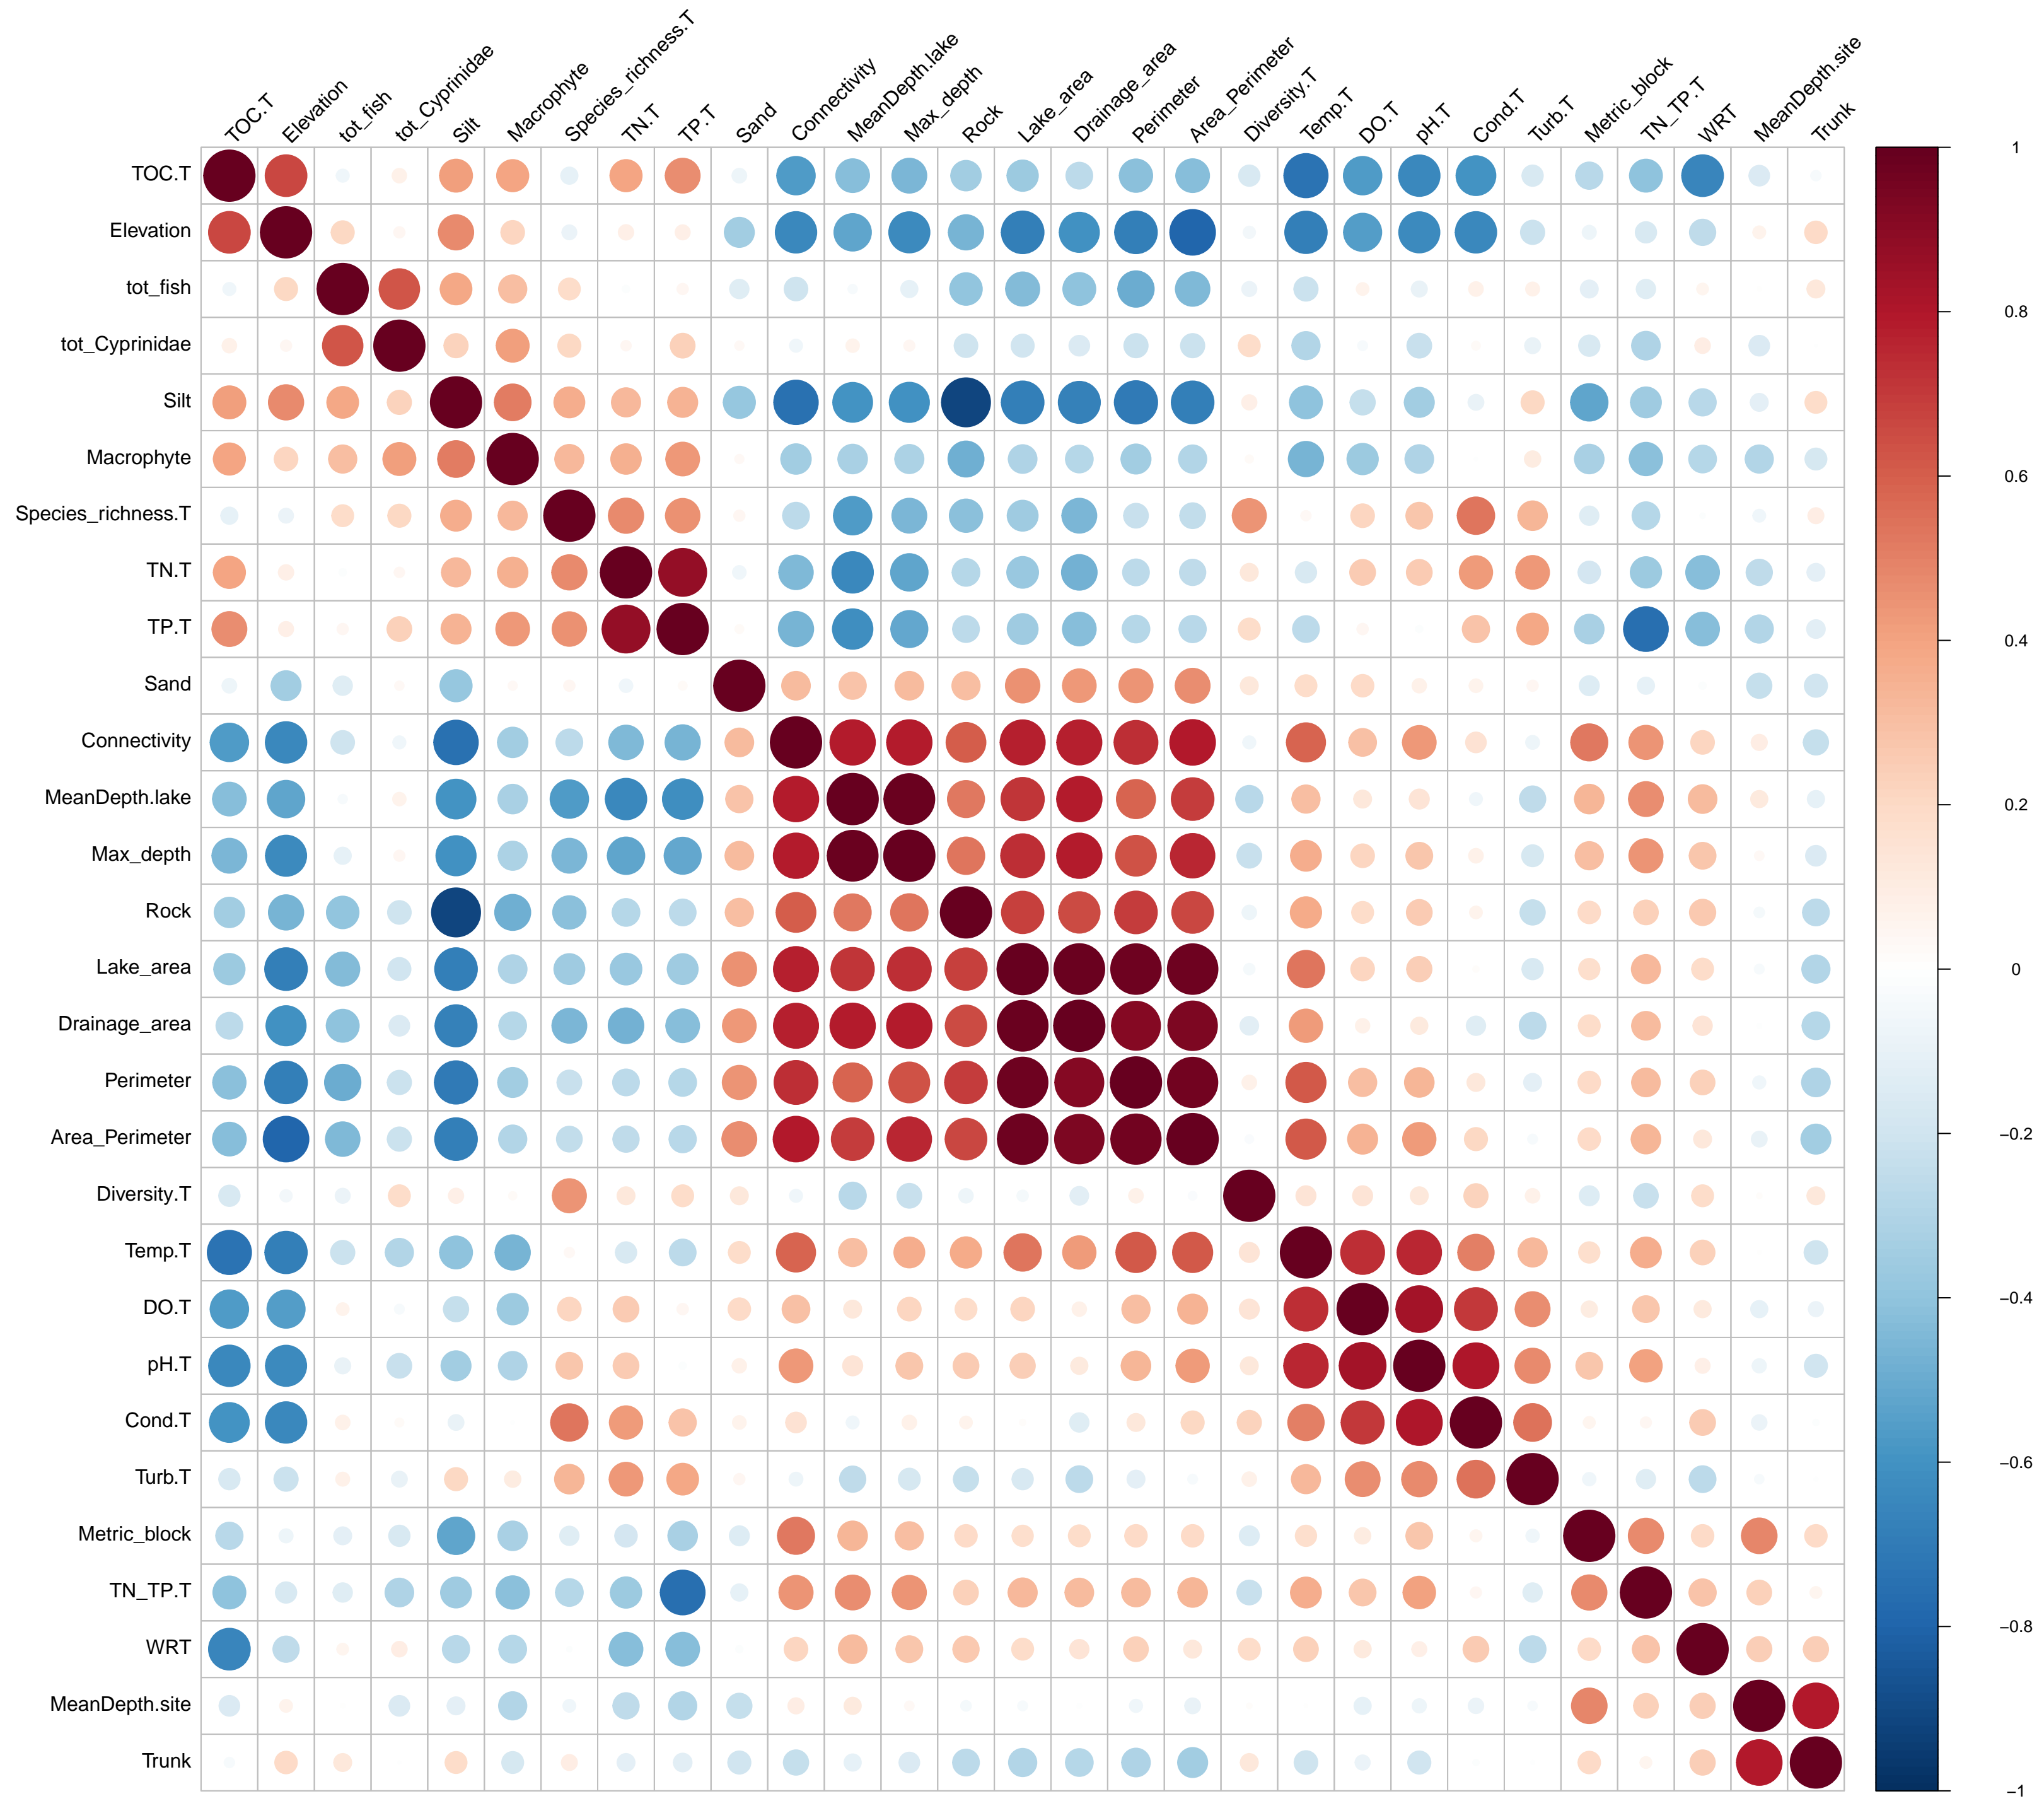 TOC.T
Elevation
tot_fish
tot_Cyprinidae
Silt
Macrophyte
Species_richness.T
TN.T
TP.T
Sand
Connectivity
MeanDepth.lake
Max_depth
Rock
Lake_area
Drainage_area
Perimeter
Area_Perimeter
Diversity.T
Temp.T
DO.T
pH.T
Cond.T
Turb.T
Metric_block
TN_TP.T
WRT
MeanDepth.site
Trunk
TOC.T
Elevation
tot_fish
tot_Cyprinidae
Silt
Macrophyte
Species_richness.T
TN.T
TP.T
Sand
Connectivity
MeanDepth.lake
Max_depth
Rock
Lake_area
Drainage_area
Perimeter
Area_Perimeter
Diversity.T
Temp.T
DO.T
pH.T
Cond.T
Turb.T
Metric_block
TN_TP.T
WRT
MeanDepth.site
Trunk
1
0.8
0.6
0.4
0.2
0
−0.2
−0.4
−0.6
−0.8
−1